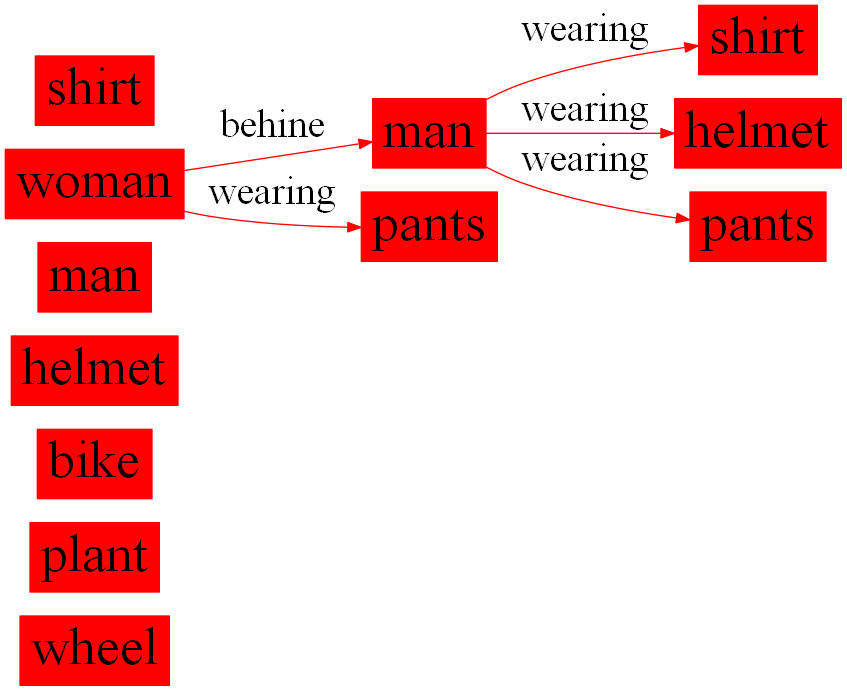 shirt
woman
man
helmet
bike
plant
wheel
behine
wearing
man
pants
wearing
wearing
wearing
shirt
helmet
pants